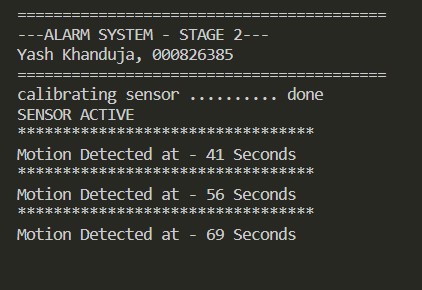 =========================================
---ALARM SYSTEM - STAGE 2---
Yash Khanduja, 000826385
=========================================
calibrating sensor .......... done
SENSOR ACTIVE
*********************************
Motion Detected at - 41 Seconds
*********************************
Motion Detected at - 56 Seconds
*********************************
Motion Detected at - 69 Seconds